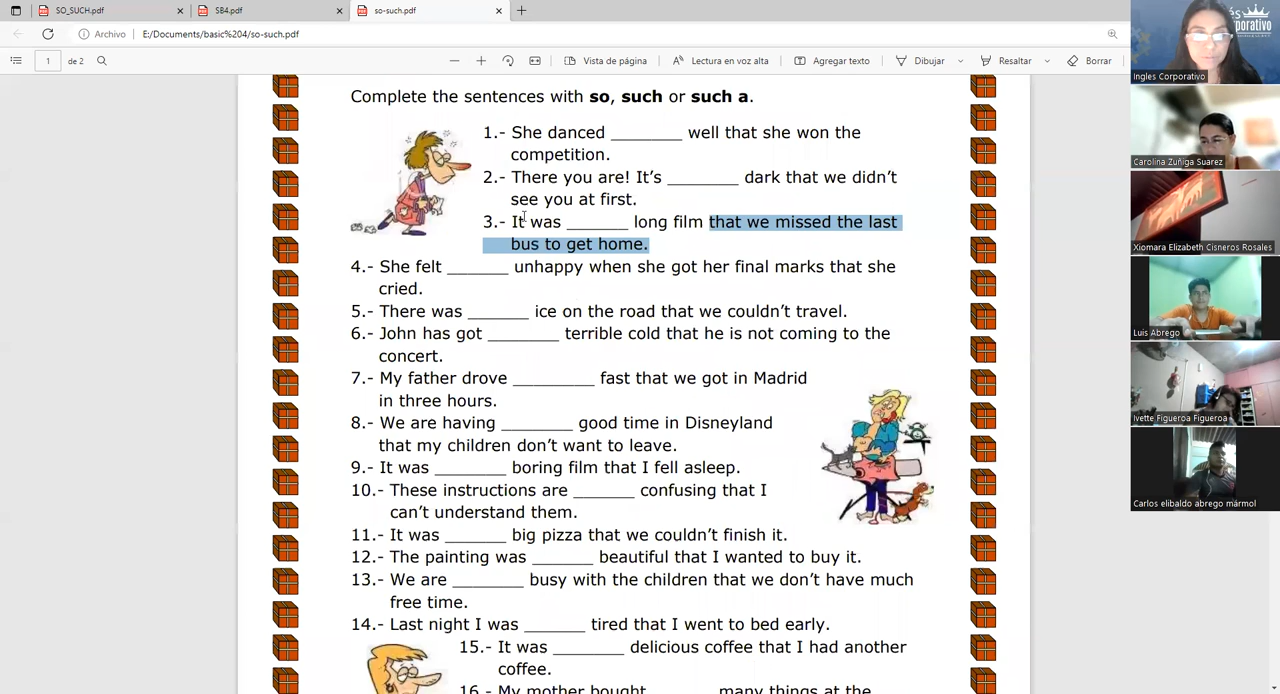 SO_SUCH.pdf
SB4.pdf
so-such.pdf
Archivo
E:/Documents/basic%204/so-such.pdf
1 de 2
Vista de página
Lectura en voz alta
Agregar texto
Dibujar
Resaltar
Borrar
Complete the sentences with so, such or such a.
1.- She danced ________ well that she won the
competition.
2.- There you are! It's ________ dark that we didn't
see you at first.
3.- It was _______ long film that we missed the last
bus to get home.
4.- She felt _______ unhappy when she got her final marks that she
cried.
5.- There was _______ ice on the road that we couldn't travel.
6.- John has got ________ terrible cold that he is not coming to the
concert.
7.- My father drove _________ fast that we got in Madrid
in three hours.
8.- We are having ________ good time in Disneyland
that my children don't want to leave.
9.- It was ________ boring film that I fell asleep.
10.- These instructions are _______ confusing that I
can't understand them.
11.- It was _______ big pizza that we couldn't finish it.
12.- The painting was _______ beautiful that I wanted to buy it.
13.- We are ________ busy with the children that we don't have much
free time.
14.- Last night I was _______ tired that I went to bed early.
15.- It was ________ delicious coffee that I had another
coffee.
16.- My mother bought ________ many things at the
Ingles Corporativo
Carolina Zuñiga Suarez
Xiomara Elizabeth Cisneros Rosales
Luis Abrego
Ivette Figueroa Figueroa
Carlos elibaldo abrego mármol